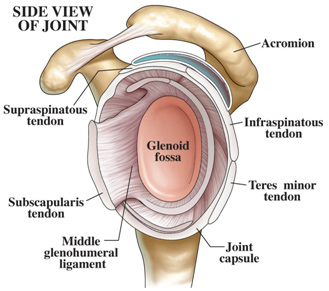 SIDE VIEW
OF JOINT
Acromion
Supraspinatous
tendon
Infraspinatous
tendon
Glenoid
fossa
Teres minor
tendon
Subscapularis
tendon
Middle
glenohumeral
ligament
Joint
capsule